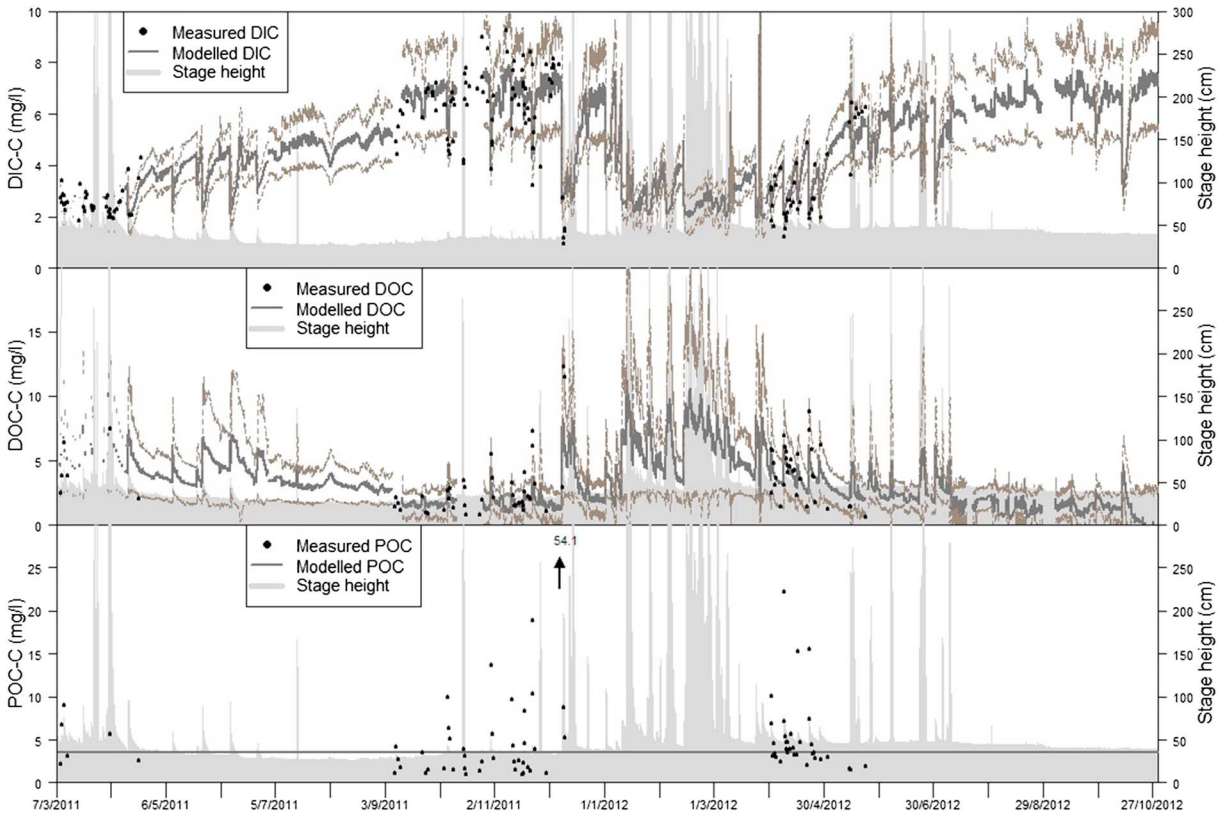 10
8
6
4
2
0
DIC-C (mg/l)
Measured DIC
Modelled DIC
Stage height
300
250
200
150
100
50
0
Stage height (cm)
15
10
5
0
DOC-C (mg/l)
Measured DOC
Modelled DOC
Stage height
250
200
150
100
50
0
Stage height (cm)
25
20
15
10
5
0
POC-C (mg/l)
Measured POC
Modelled POC
Stage height
54.1
250
200
150
100
50
0
Stage height (cm)
7/3/2011 6/5/2011 5/7/2011 3/9/2011 2/11/2011 1/11/2012 1/3/2012 30/4/2012 30/6/2012 29/8/2012 27/10/2012